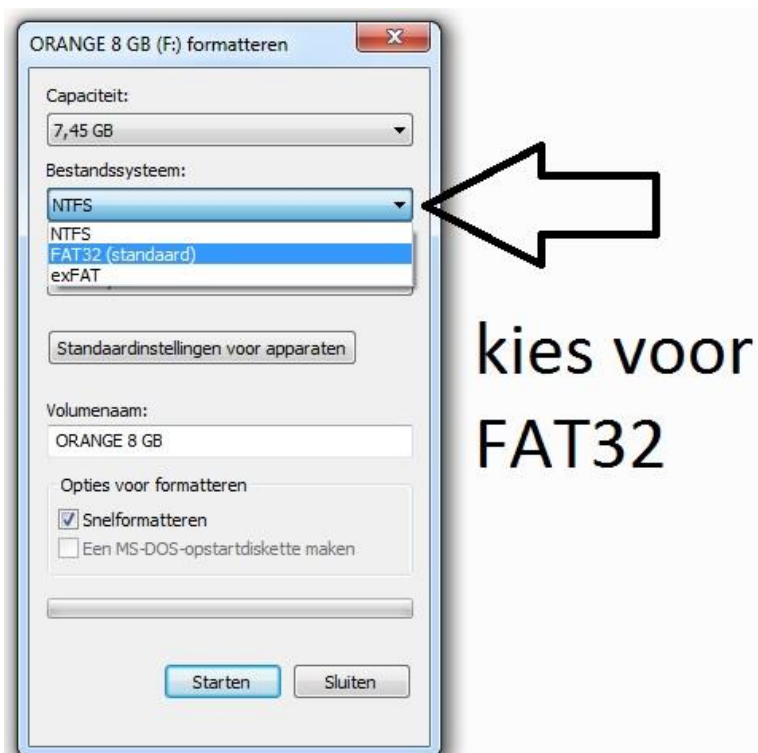 ORANGE 8 GB (F:) formatteren
Capaciteit:
7,45 GB
Bestandssysteem:
NTFS
NTFS
FAT32 (standaard)
exFAT
Standaardinstellingen voor apparaten
Volumenaam:
ORANGE 8 GB
Opties voor formatteren
Snelformatteren
Een MS-DOS-opstartdiskette maken
Starten
Sluiten
kies voor
FAT32